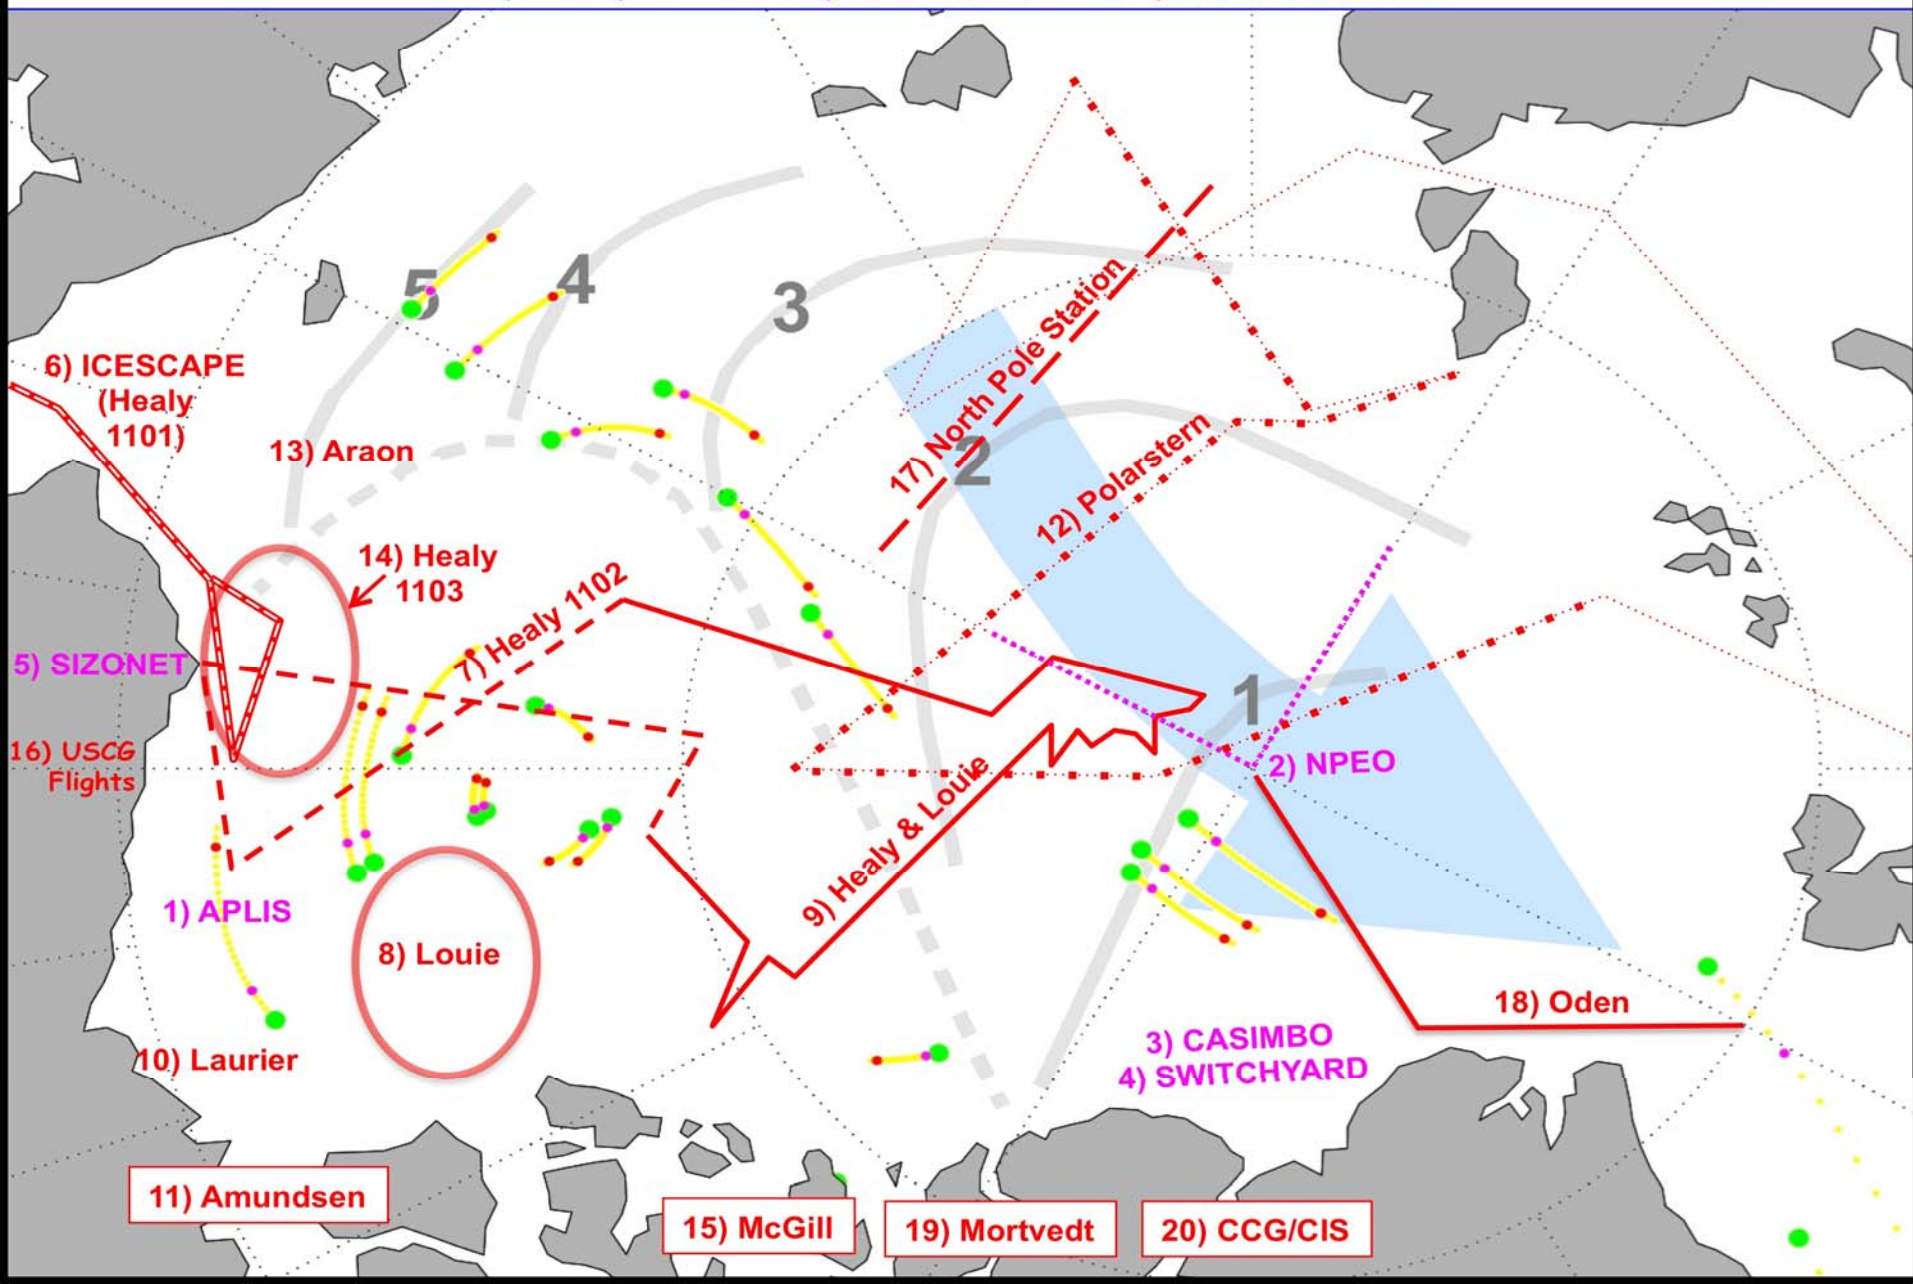 5
4
3
6) ICESCAPE
(Healy
1101)
13) Araon
17) North Pole Station
2
12) Polarstern
14) Healy
1103
7) Healy 1102
5) SIZONET
1
16) USCG
Flights
2) NPEO
9) Healy & Louie
1) APLIS
8) Louie
18) Oden
10) Laurier
3) CASIMBO
4) SWITCHYARD
11) Amundsen
15) McGill
19) Mortvedt
20) CCG/CIS